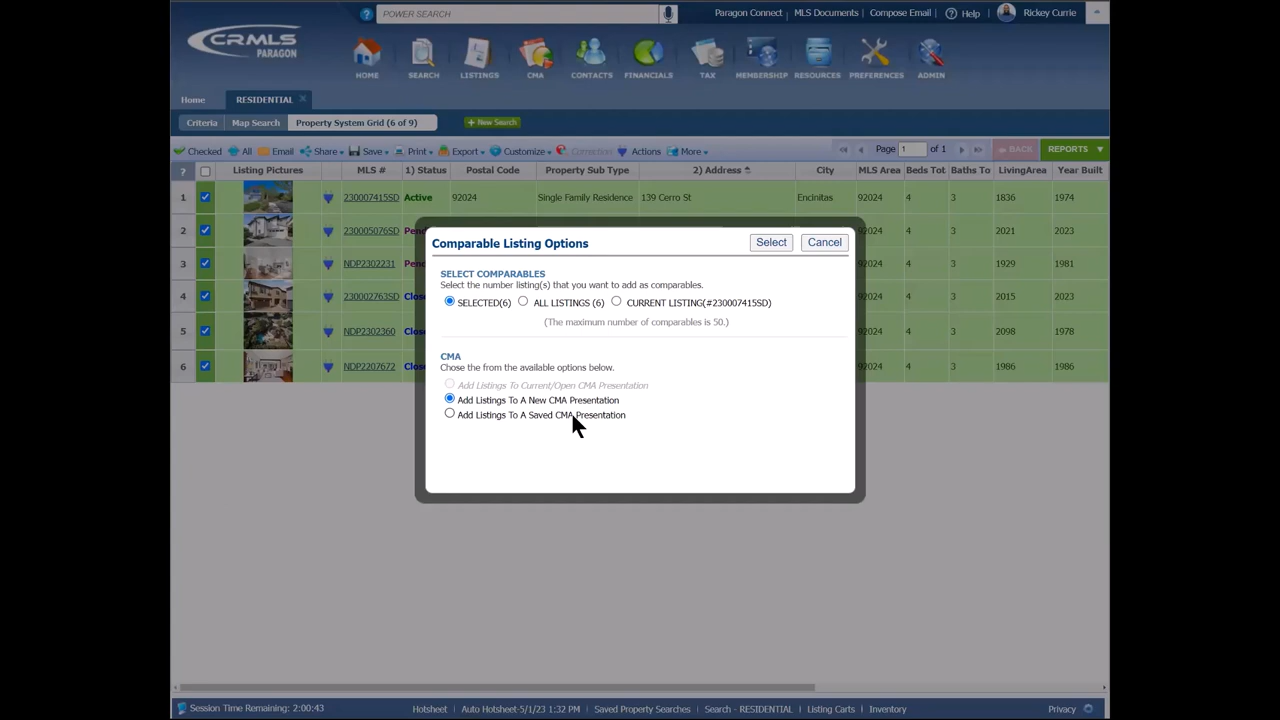 ? POWER SEARCH Paragon Connect MLS Documents Compose Email ? Help Rickey Currie
CRMLS
PARAGON
HOME SEARCH LISTINGS CMA CONTACTS FINANCIALS TAX MEMBERSHIP RESOURCES PREFERENCES ADMIN
Home RESIDENTIAL X
Criteria Map Search Property System Grid (6 of 9) + New Search
Checked All Email Share Save Print Export Customize Correction Actions More Page 1 of 1 BACK REPORTS
? Listing Pictures MLS # 1) Status Postal Code Property Sub Type 2) Address City MLS Area Beds Tot Baths To LivingArea Year Built
1 230007415SD Active 92024 Single Family Residence 139 Cerro St Encinitas 92024 4 3 1836 1974
2 230005076SD Pend 92024 4 3 2021 2023
3 NDP2302231 Pend 92024 4 3 1929 1981
4 230002763SD Close 92024 4 3 2015 2023
5 NDP2302360 Close 92024 4 3 2098 1978
6 NDP2207672 Close 92024 4 3 1986 1986
Comparable Listing Options Select Cancel
SELECT COMPARABLES
Select the number listing(s) that you want to add as comparables.
SELECTED(6) ALL LISTINGS (6) CURRENT LISTING(#230007415SD)
(The maximum number of comparables is 50.)
CMA
Chose the from the available options below.
Add Listings To Current/Open CMA Presentation
Add Listings To A New CMA Presentation
Add Listings To A Saved CMA Presentation
Session Time Remaining: 2:00:43 Hotsheet Auto Hotsheet-5/1/23 1:32 PM Saved Property Searches Search - RESIDENTIAL Listing Carts Inventory Privacy